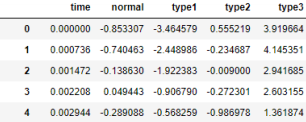 time normal type1 type2 type3
0 0.000000 -0.853307 -3.464579 0.555219 3.919664
1 0.000736 -0.740463 -2.448986 -0.234687 4.145351
2 0.001472 -0.138630 -1.922383 -0.009000 2.941685
3 0.002208 0.049443 -0.906790 -0.272301 2.603155
4 0.002944 -0.289088 -0.568259 -0.986978 1.361874